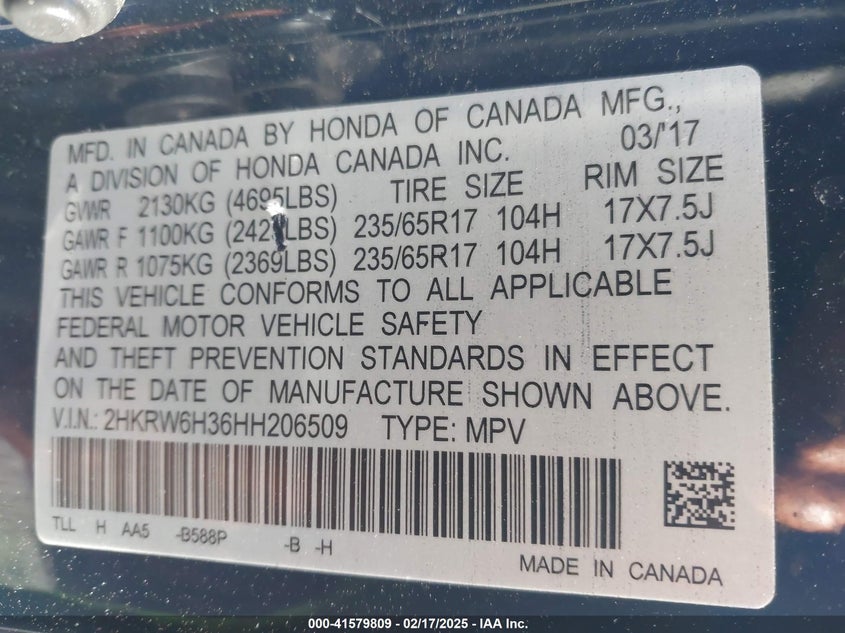 MFD. IN CANADA BY HONDA OF CANADA MFG.,
A DIVISION OF HONDA CANADA INC. 03/'17
GVWR 2130KG (4695LBS) TIRE SIZE RIM SIZE
GAWR F 1100KG LBS) 235/65R17 104H 17X7.5J
GAWR R 1075KG (2369LBS) 235/65R17 104H 17X7.5J
THIS VEHICLE CONFORMS TO ALL APPLICABLE
FEDERAL MOTOR VEHICLE SAFETY
AND THEFT PREVENTION STANDARDS IN EFFECT
ON THE DATE OF MANUFACTURE SHOWN ABOVE.
V.I.N.: 2HKRW6H36HH206509 TYPE: MPV
TLL H AA5 -B588P -B -H
MADE IN CANADA
000-41579809 - 02/17/2025 - IAA Inc.